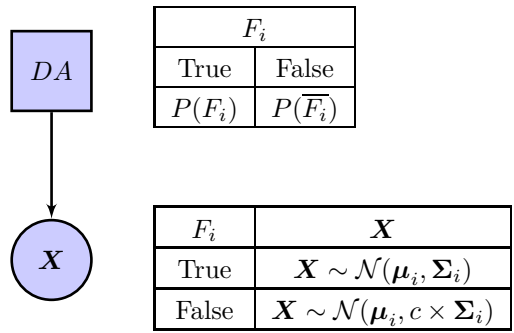 DA
F_i
True False
P(F_i) P(\overline{F_i})
X
F_i X
True X ∼ 𝒩(μ_i, Σ_i)
False X ∼ 𝒩(μ_i, c × Σ_i)